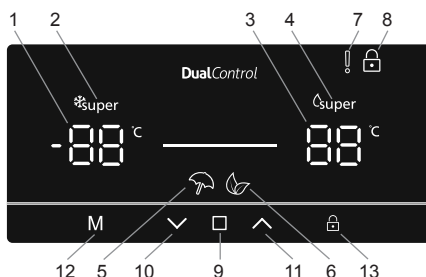 1 2 3 4 7 8
DualControl
super super
-88 °C 88 °C
M
12 5 10 9 11 6 13